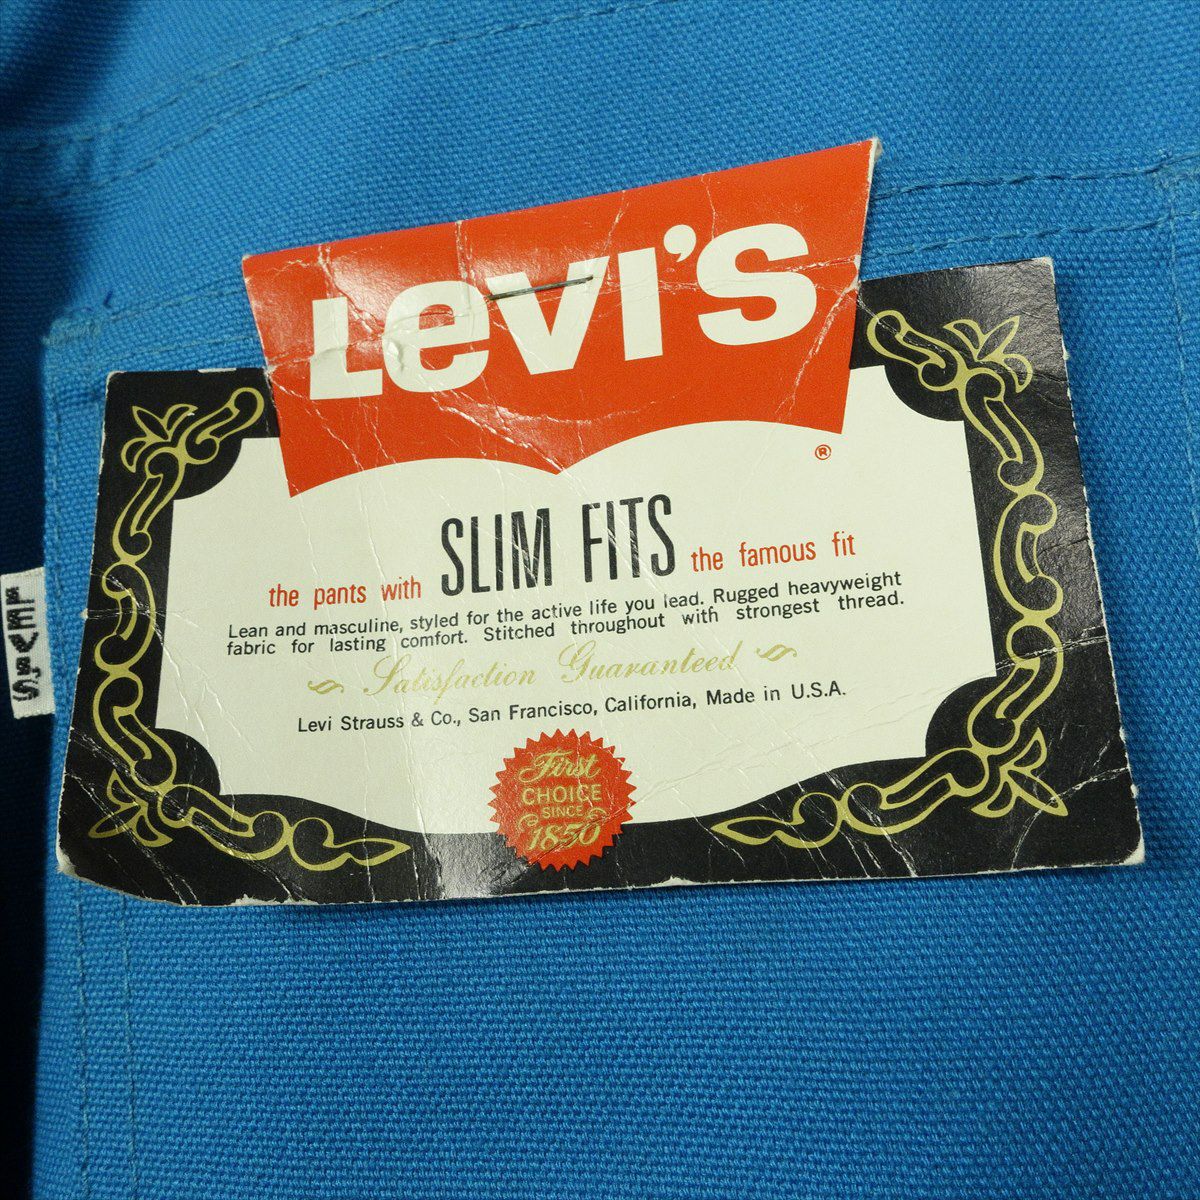 LEVI'S
®
the pants with SLIM FITS the famous fit
Lean and masculine, styled for the active life you lead. Rugged heavyweight
fabric for lasting comfort. Stitched throughout with strongest thread.
Satisfaction Guaranteed
Levi Strauss & Co., San Francisco, California, Made in U.S.A.
First
CHOICE
SINCE
1850
LEVI'S